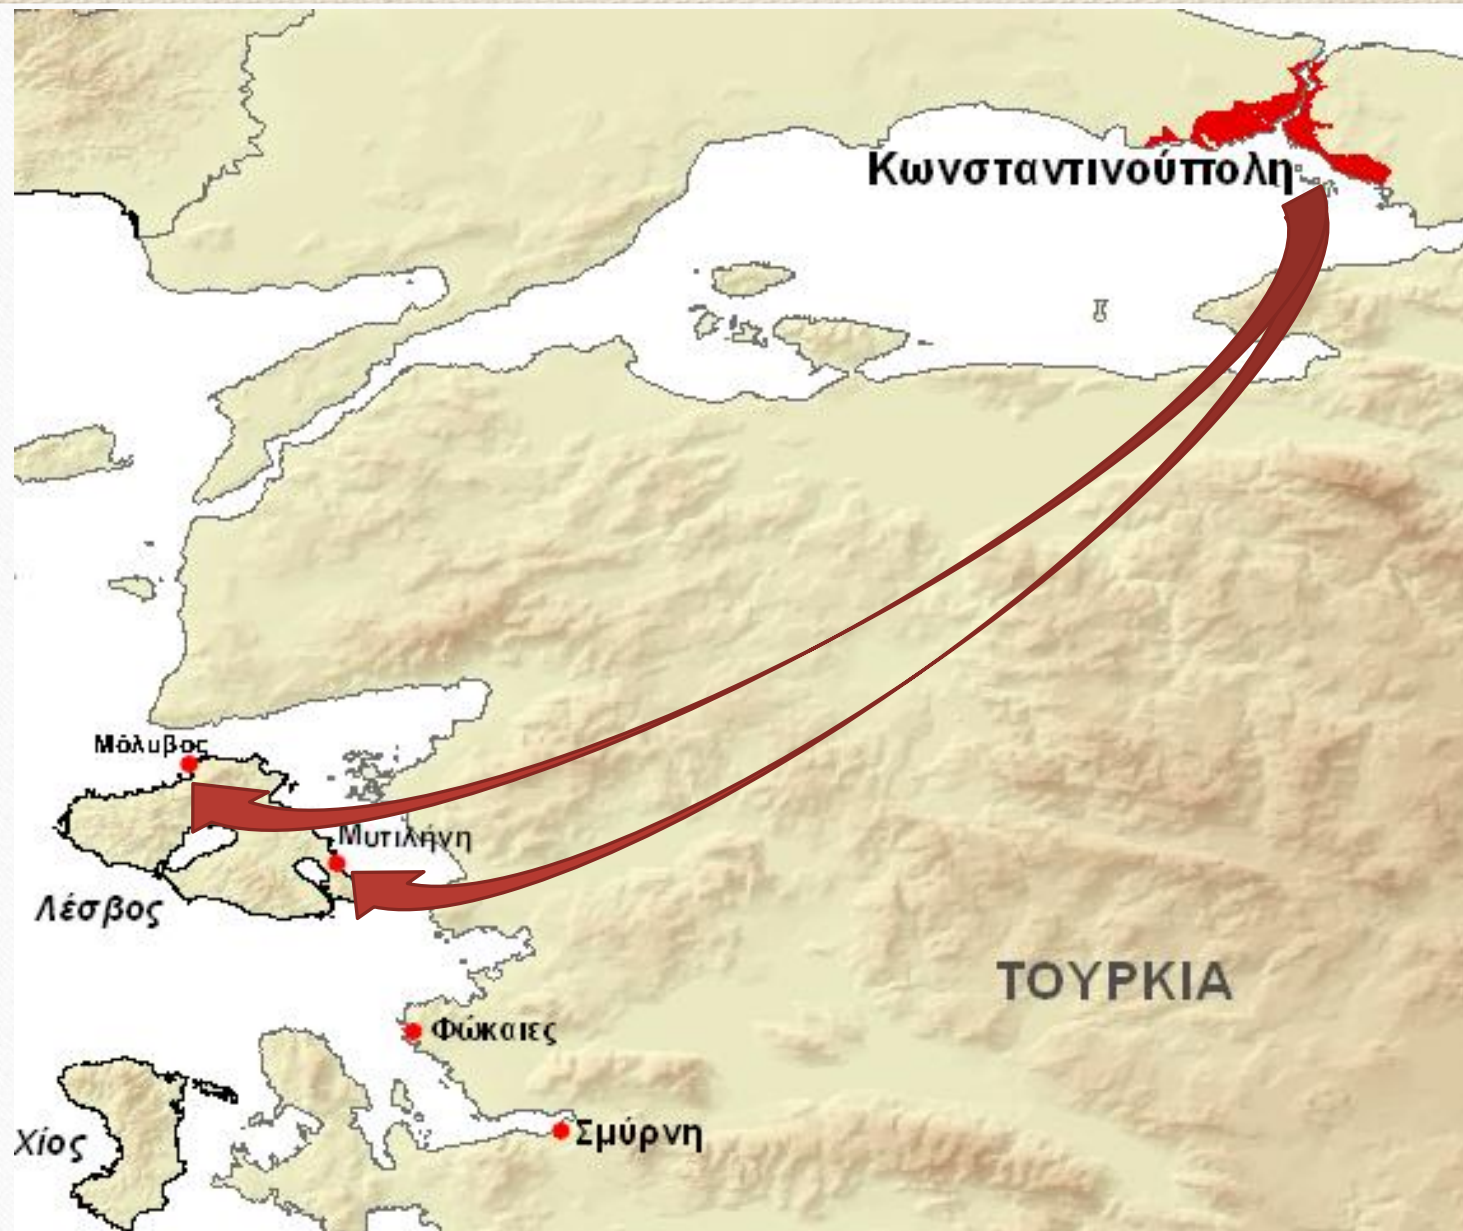 Κωνσταντινούπολη
Μόλυβος
Μυτιλήνη
Λέσβος
ΤΟΥΡΚΙΑ
Φώκαιες
Χίος
Σμύρνη